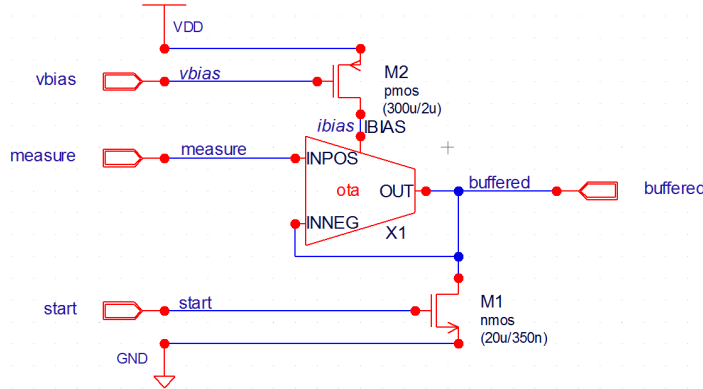 VDD
vbias
vbias
M2
pmos
(300u/2u)
ibias
IBIAS
measure
measure
INPOS
ota
OUT
buffered
buffered
INNEG
X1
start
start
M1
nmos
(20u/350n)
GND